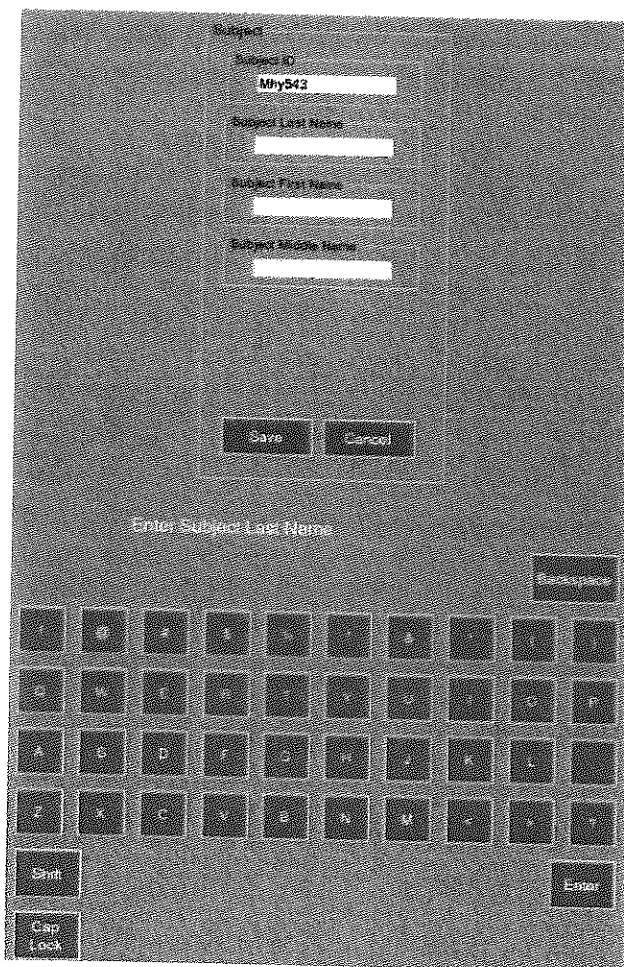 Subject
Subject ID
Mhy543
Subject Last Name
Subject First Name
Subject Middle Name
Save Cancel
Enter Subject Last Name
Backspace
@ # $ & * (
Q W E R T Y U I O P
A S D F G H J K L
Z X C V B N M < > ?
Shift
Enter
Cap
Lock